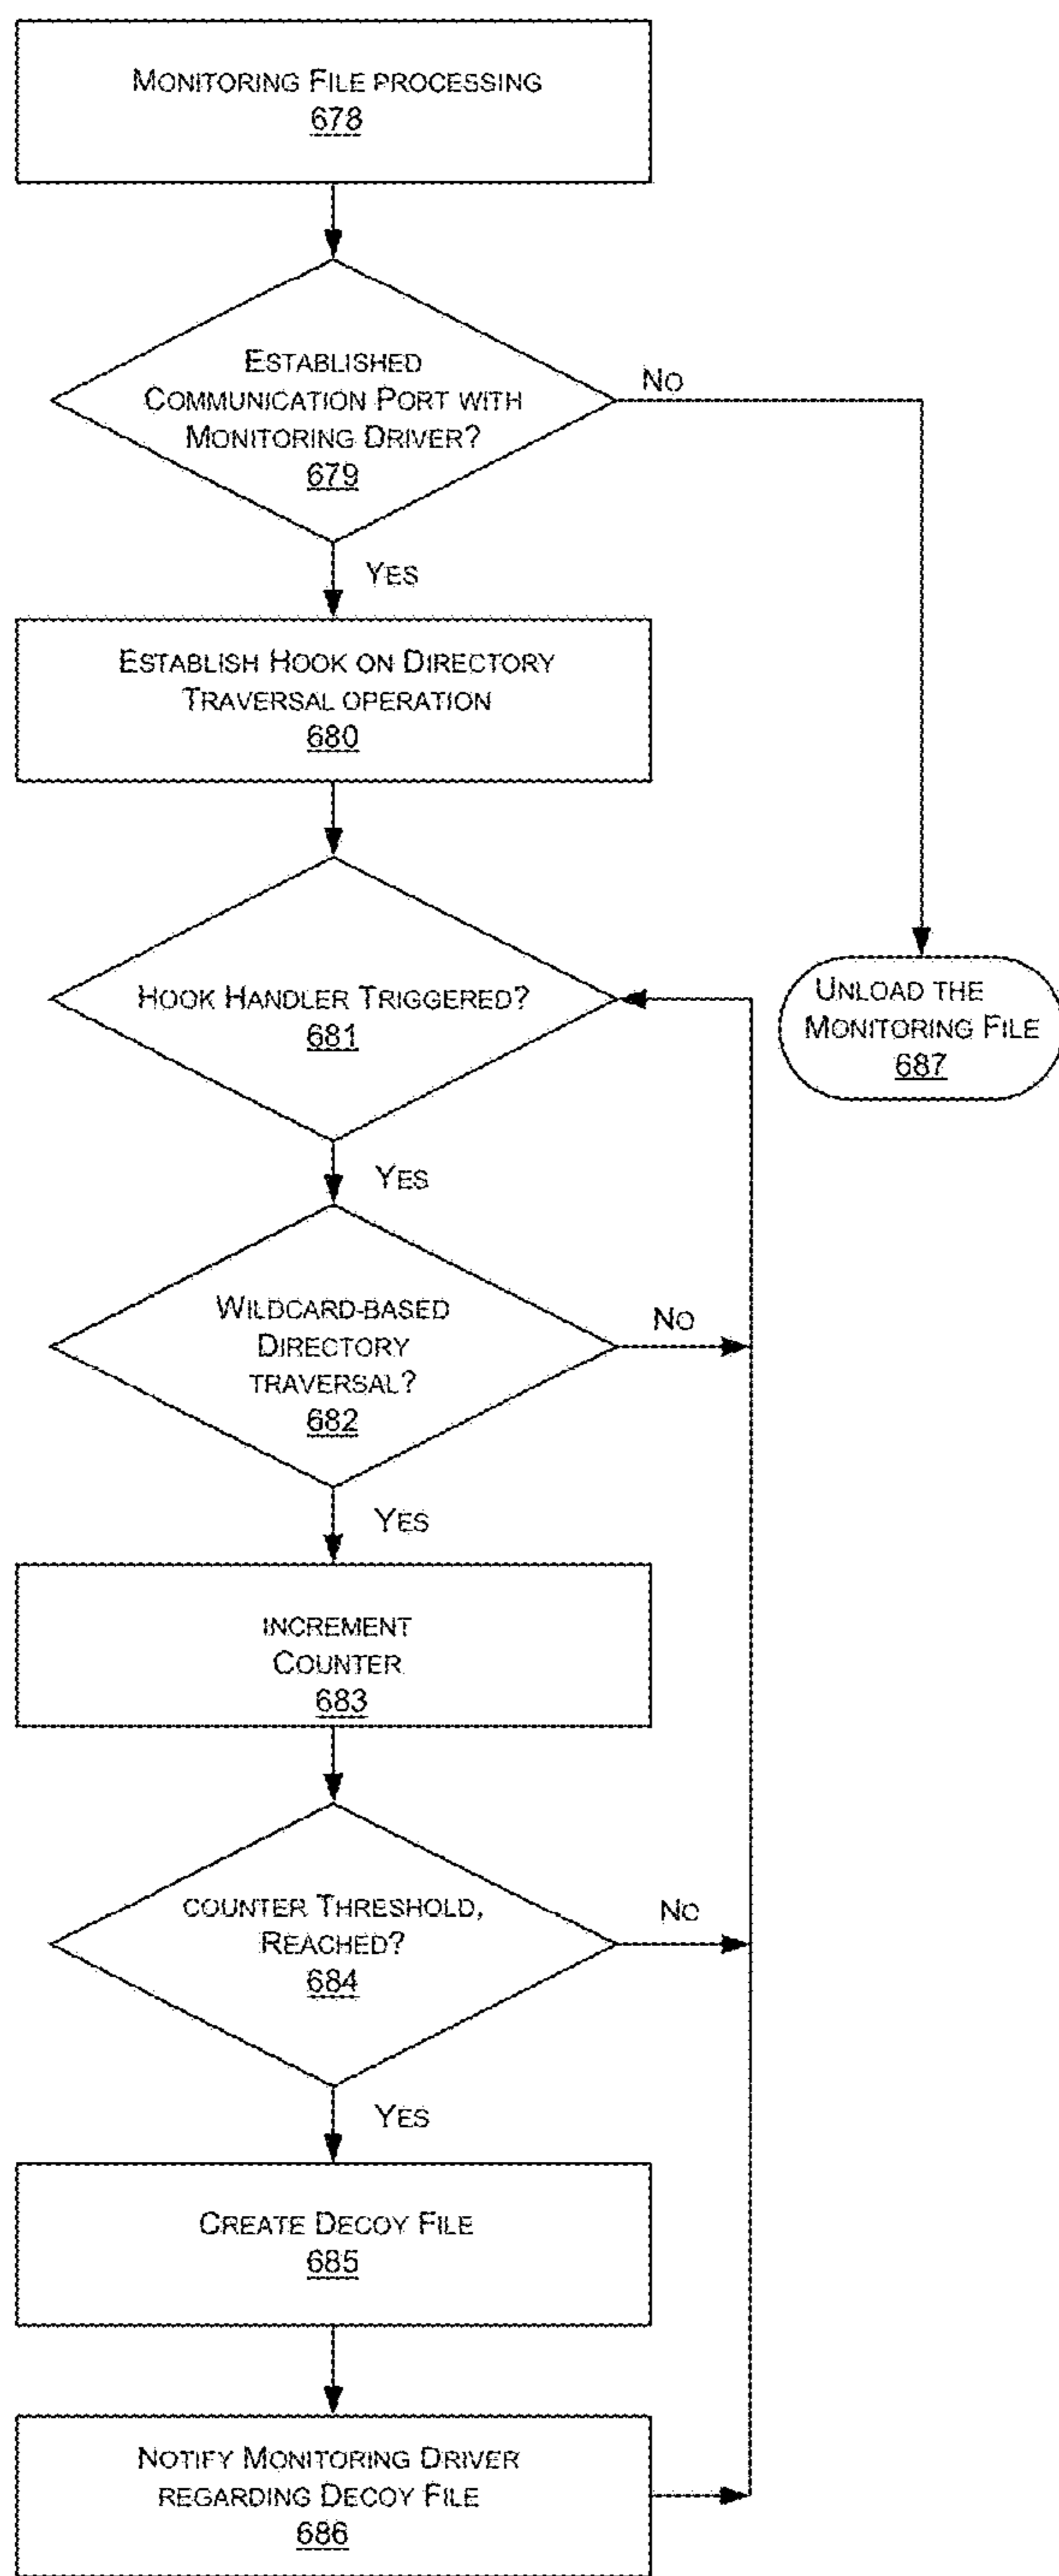 MONITORING FILE PROCESSING
678
ESTABLISHED
COMMUNICATION PORT WITH
MONITORING DRIVER?
679
NO
YES
ESTABLISH HOOK ON DIRECTORY
TRAVERSAL OPERATION
680
HOOK HANDLER TRIGGERED?
681
UNLOAD THE
MONITORING FILE
687
YES
WILDCARD-BASED
DIRECTORY
TRAVERSAL?
682
NO
YES
INCREMENT
COUNTER
683
COUNTER THRESHOLD,
REACHED?
684
NO
YES
CREATE DECOY FILE
685
NOTIFY MONITORING DRIVER
REGARDING DECOY FILE
686